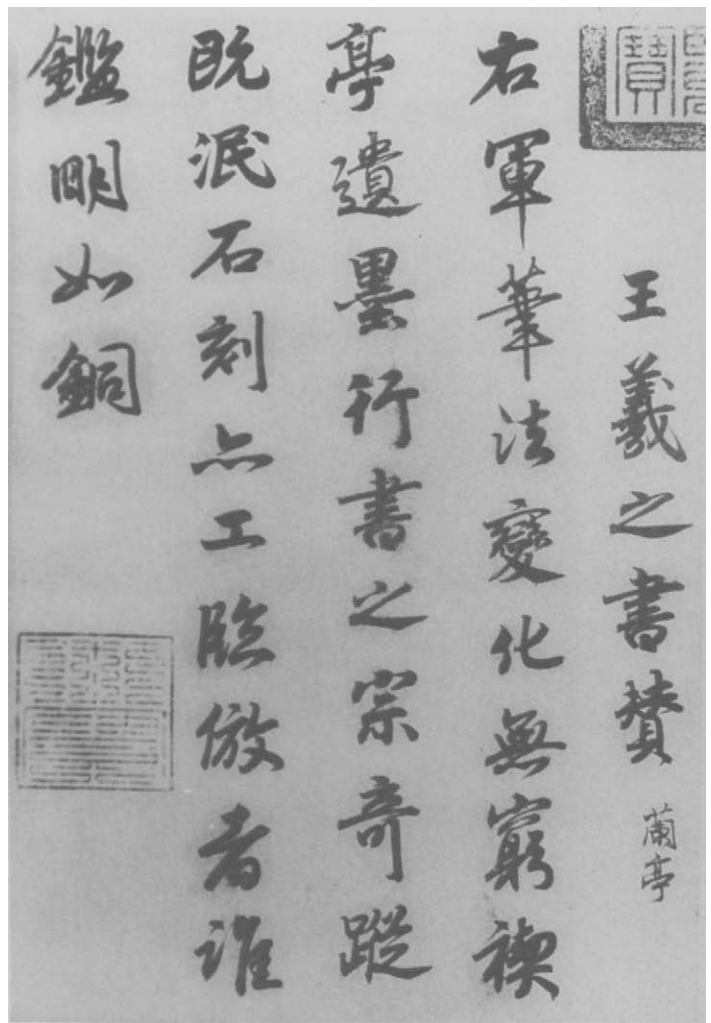 王羲之書贊 蘭亭
右軍筆法變化無窮禊
亭遺墨行書之宗奇蹤
既泯石刻亦工臨倣者誰
鑑明如銅